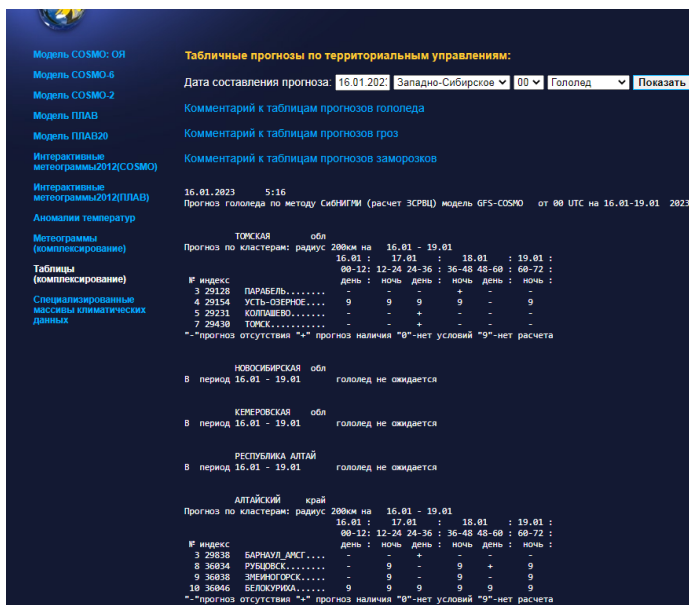 Модель COSMO: ОЯ
Модель COSMO-6
Модель COSMO-2
Модель ПЛАВ
Модель ПЛАВ20
Интерактивные
метеограммы2012(COSMO)
Интерактивные
метеограммы2012(ПЛАВ)
Аномалии температур
Метеограммы
(комплексирование)
Таблицы
(комплексирование)
Специализированные
массивы климатических
данных
Табличные прогнозы по территориальным управлениям:
Дата составления прогноза: 16.01.202 Западно-Сибирское 00 Гололед Показать
Комментарий к таблицам прогнозов гололеда
Комментарий к таблицам прогнозов гроз
Комментарий к таблицам прогнозов заморозков
16.01.2023 5:16
Прогноз гололеда по методу СибНИГМИ (расчет ЗСРВЦ) модель GFS-COSMO от 00 UTC на 16.01-19.01 2023
ТОМСКАЯ обл
Прогноз по кластерам: радиус 200км на 16.01 - 19.01
16.01 : 17.01 : 18.01 : 19.01 :
00-12: 12-24 24-36 : 36-48 48-60 : 60-72 :
№ индекс день : ночь день : ночь день : ночь :
3 29128 ПАРАБЕЛЬ........ - - - + - -
4 29154 УСТЬ-ОЗЕРНОЕ.... 9 9 9 9 - 9
5 29231 КОЛПАШЕВО....... - - + - - -
7 29430 ТОМСК........... - - + - - -
"-"прогноз отсутствия "+" прогноз наличия "0"-нет условий "9"-нет расчета
НОВОСИБИРСКАЯ обл
В период 16.01 - 19.01 гололед не ожидается
КЕМЕРОВСКАЯ обл
В период 16.01 - 19.01 гололед не ожидается
РЕСПУБЛИКА АЛТАЙ
В период 16.01 - 19.01 гололед не ожидается
АЛТАЙСКИЙ край
Прогноз по кластерам: радиус 200км на 16.01 - 19.01
16.01 : 17.01 : 18.01 : 19.01 :
00-12: 12-24 24-36 : 36-48 48-60 : 60-72 :
№ индекс день : ночь день : ночь день : ночь :
3 29838 БАРНАУЛ_АМСГ.... - - + - - -
8 36034 РУБЦОВСК........ - 9 - 9 + 9
9 36038 ЗМЕИНОГОРСК..... - 9 - 9 - 9
10 36046 БЕЛОКУРИХА...... 9 9 9 9 9 9
"-"прогноз отсутствия "+" прогноз наличия "0"-нет условий "9"-нет расчета